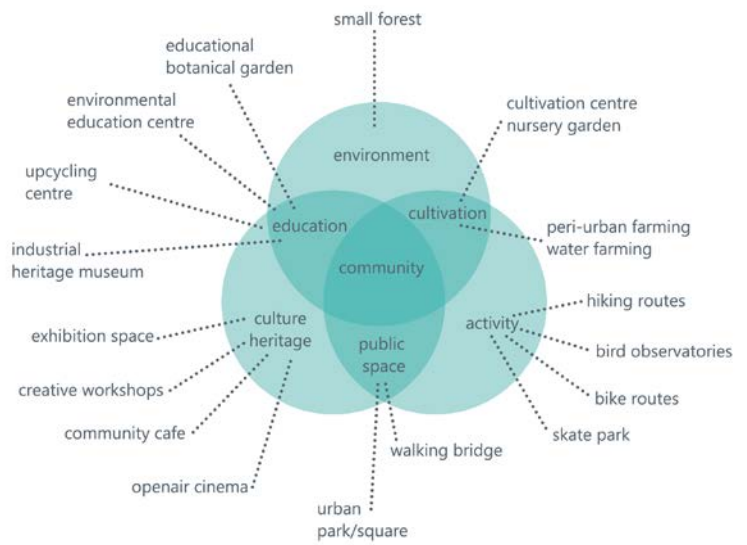 small forest
educational
botanical garden
environmental
education centre
cultivation centre
nursery garden
environment
upcycling
centre
education
cultivation
peri-urban farming
water farming
industrial
heritage museum
community
hiking routes
exhibition space
culture
heritage
activity
public
space
bird observatories
creative workshops
bike routes
community cafe
skate park
walking bridge
openair cinema
urban
park/square